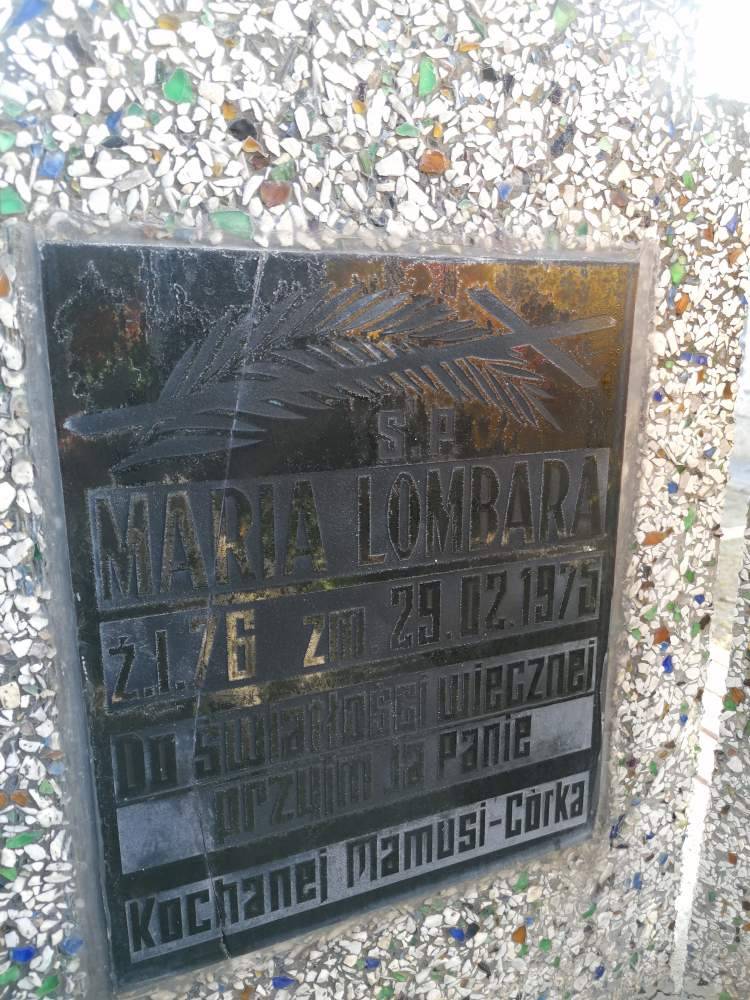 S.P.
MARIA LOMBARA
Ż.l.76 zm. 29.02.1975
Do światłości wiecznej
przyjm ją Panie
Kochanej Mamusi-Córka